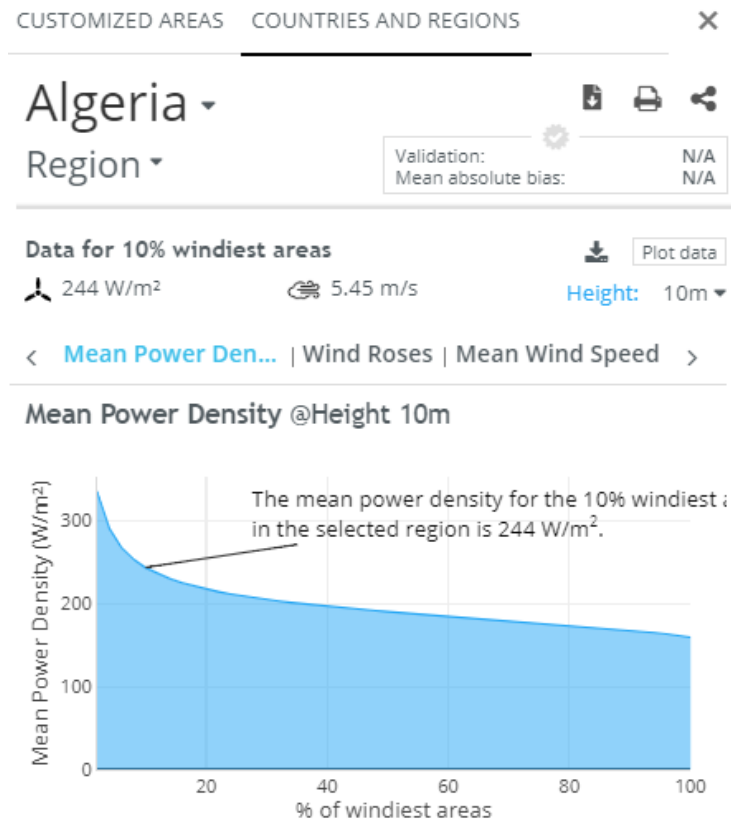 CUSTOMIZED AREAS COUNTRIES AND REGIONS ×
Algeria
Region
Validation: N/A
Mean absolute bias: N/A
Data for 10% windiest areas
Plot data
244 W/m² 5.45 m/s
Height: 10m
< Mean Power Den... | Wind Roses | Mean Wind Speed >
Mean Power Density @Height 10m
Mean Power Density (W/m²)
The mean power density for the 10% windiest
in the selected region is 244 W/m².
300
200
100
0
20 40 60 80 100
% of windiest areas